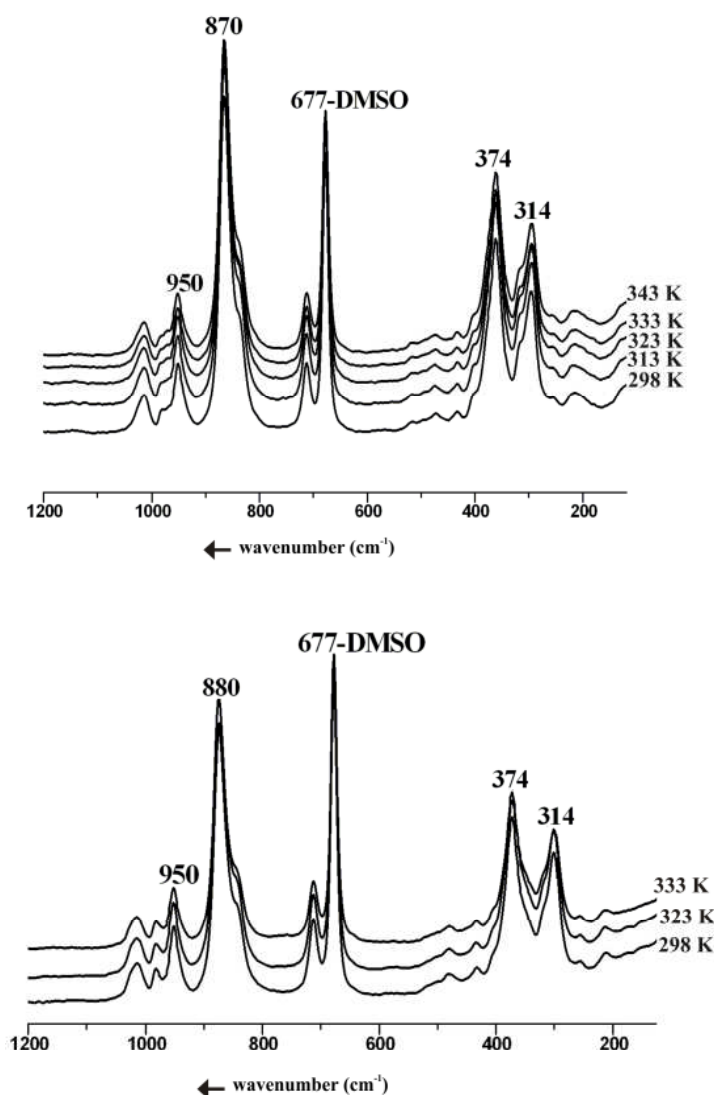 870
677-DMSO
374
314
950
343 K
333 K
323 K
313 K
298 K
1200 1000 800 600 400 200
← wavenumber (cm⁻¹)
677-DMSO
880
374
314
950
333 K
323 K
298 K
1200 1000 800 600 400 200
← wavenumber (cm⁻¹)